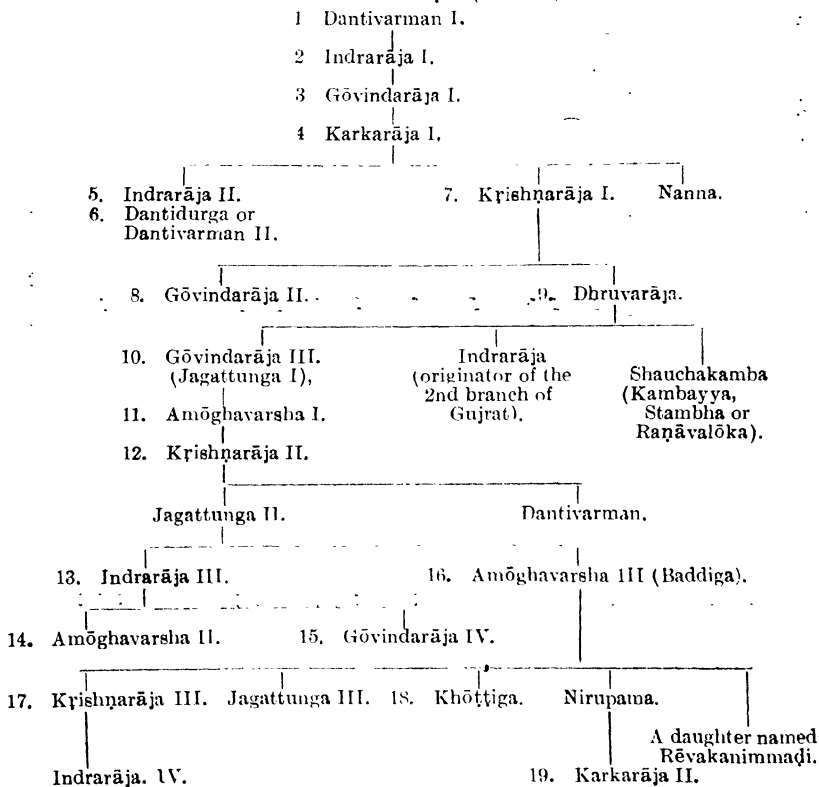 1 Dantivarman I.
2 Indrarāja I.
3 Gōvindarāja I.
4 Karkarāja I.
5. Indrarāja II. 7. Kṛishṇarāja I. Nanna.
6. Dantidurga or
Dantivarman II.
8. Gōvindarāja II. 9. Dhruvarāja.
10. Gōvindarāja III.
(Jagattunga I),
Indrarāja
(originator of the
2nd branch of
Gujrat).
Shauchakamba
(Kambayya,
Stambha or
Raṇāvalōka).
11. Amōghavarsha I.
12. Kṛishṇarāja II.
Jagattunga II. Dantivarman.
13. Indrarāja III. 16. Amōghavarsha III (Baddiga).
14. Amōghavarsha II. 15. Gōvindarāja IV.
17. Kṛishṇarāja III. Jagattunga III. 18. Khōṭṭiga. Nirupama.
A daughter named
Rēvakanimmaḍi.
Indrarāja. IV. 19. Karkarāja II.